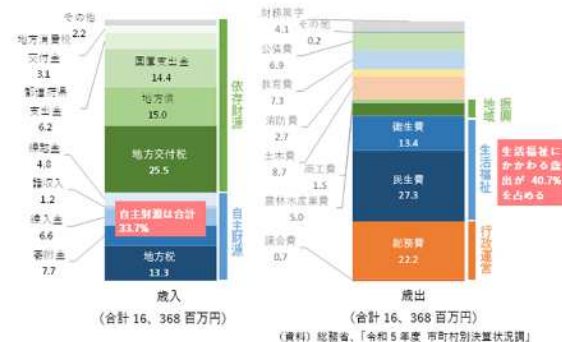 その他
2.2
地方消費税
交付金
3.1
都道府県
支出金
6.2
繰越金
4.8
諸収入
1.2
繰入金
6.6
寄附金
7.7
国庫支出金
14.4
地方債
15.0
地方交付税
25.5
自主財源は合計
33.7%
地方税
13.3
依存財源
自主財源
歳入
(合計 16、368 百万円)
財務黒字
4.1
その他
0.2
公債費
6.9
教育費
7.3
消防費
2.7
土木費
8.7
商工費
1.5
農林水産業費
5.0
議会費
0.7
衛生費
13.4
民生費
27.3
総務費
22.2
地域
振興
生活福祉
行政運営
生活福祉に
かかわる歳
出が 40.7%
を占める
歳出
(合計 16、368 百万円)
(資料) 総務省、「令和5年度 市町村別決算状況調」